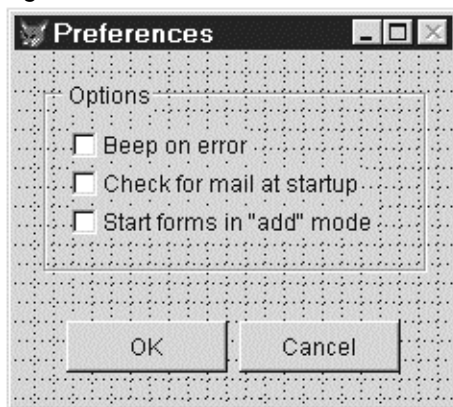 Preferences
Options
Beep on error
Check for mail at startup
Start forms in "add" mode
OK
Cancel